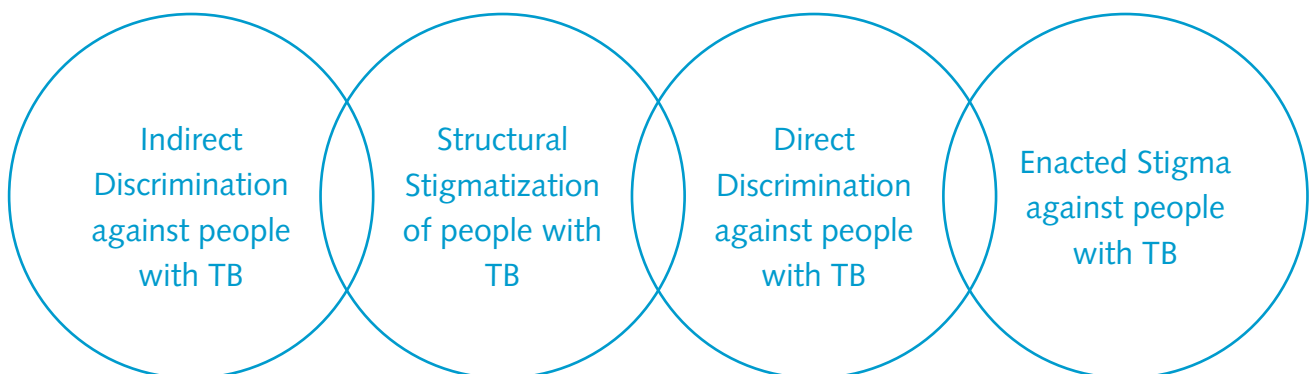 Indirect
Discrimination
against people
with TB
Structural
Stigmatization
of people with
TB
Direct
Discrimination
against people
with TB
Enacted Stigma
against people
with TB